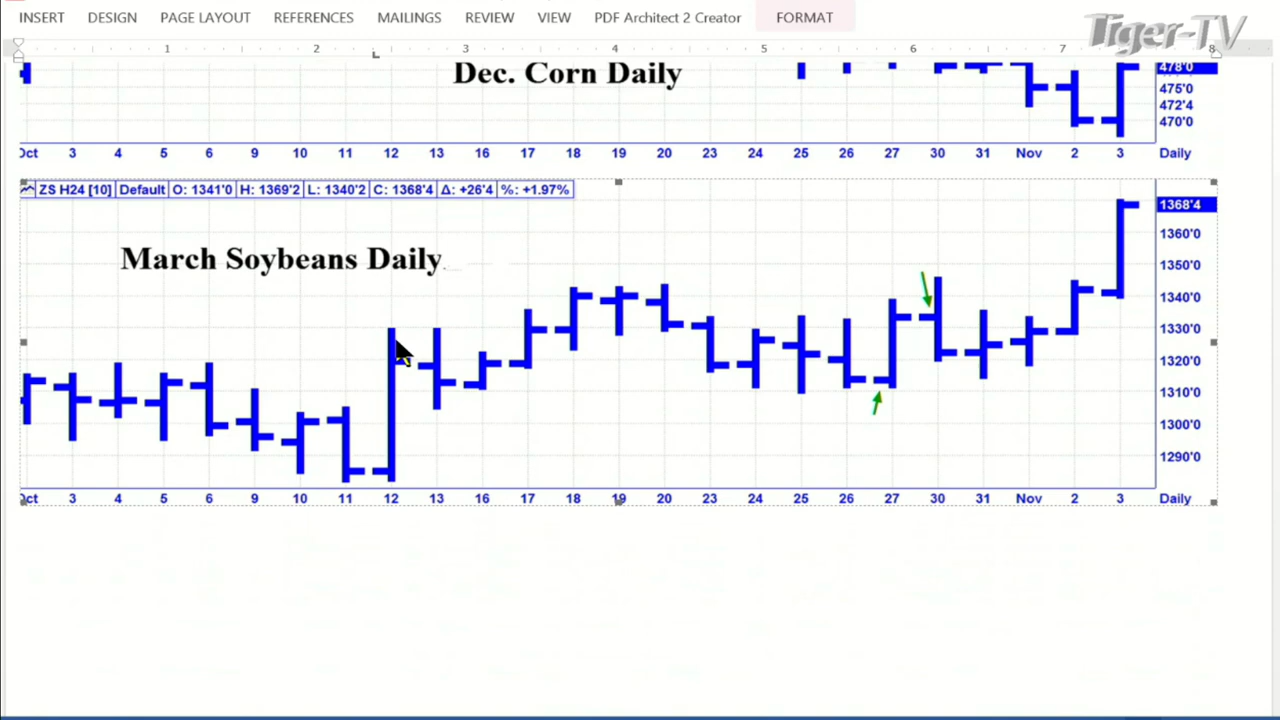 INSERT DESIGN PAGE LAYOUT REFERENCES MAILINGS REVIEW VIEW PDF Architect 2 Creator FORMAT
Tiger-TV
1 2 3 4 5 6 7 8
Dec. Corn Daily
478'0
475'0
472'4
470'0
Oct 3 4 5 6 9 10 11 12 13 16 17 18 19 20 23 24 25 26 27 30 31 Nov 2 3 Daily
ZS H24 [10] Default O: 1341'0 H: 1369'2 L: 1340'2 C: 1368'4 Δ: +26'4 %: +1.97%
March Soybeans Daily
1368'4
1360'0
1350'0
1340'0
1330'0
1320'0
1310'0
1300'0
1290'0
Oct 3 4 5 6 9 10 11 12 13 16 17 18 19 20 23 24 25 26 27 30 31 Nov 2 3 Daily